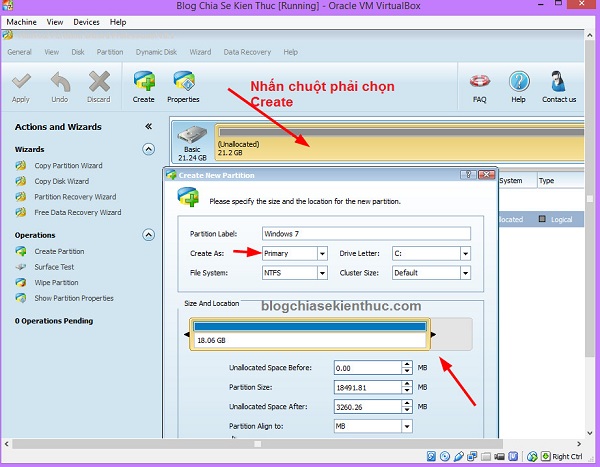 Blog Chia Se Kien Thuc [Running] - Oracle VM VirtualBox
Machine View Devices Help
General View Disk Partition Dynamic Disk Wizard Data Recovery Help
Apply Undo Discard Create Properties FAQ Help Contact us
Nhấn chuột phải chọn
Create
Actions and Wizards
Wizards
Copy Partition Wizard
Copy Disk Wizard
Partition Recovery Wizard
Free Data Recovery Wizard
Operations
Create Partition
Surface Test
Wipe Partition
Show Partition Properties
0 Operations Pending
Basic
21.24 GB
(Unallocated)
21.2 GB
System Type
Logical
Create New Partition
Please specify the size and the location for the new partition.
Partition Label: Windows 7
Create As: Primary Drive Letter: C:
File System: NTFS Cluster Size: Default
Size And Location
blogchiasekienthuc.com
18.06 GB
Unallocated Space Before: 0.00 MB
Partition Size: 18491.81 MB
Unallocated Space After: 3260.26 MB
Partition Align to: MB
Right Ctrl